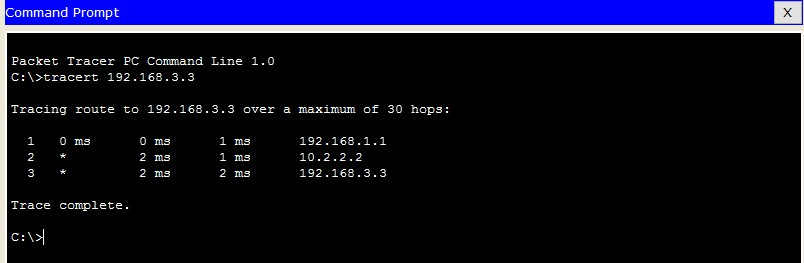 Command Prompt X
Packet Tracer PC Command Line 1.0
C:\>tracert 192.168.3.3
Tracing route to 192.168.3.3 over a maximum of 30 hops:
1 0 ms 0 ms 1 ms 192.168.1.1
2 * 2 ms 1 ms 10.2.2.2
3 * 2 ms 2 ms 192.168.3.3
Trace complete.
C:\>